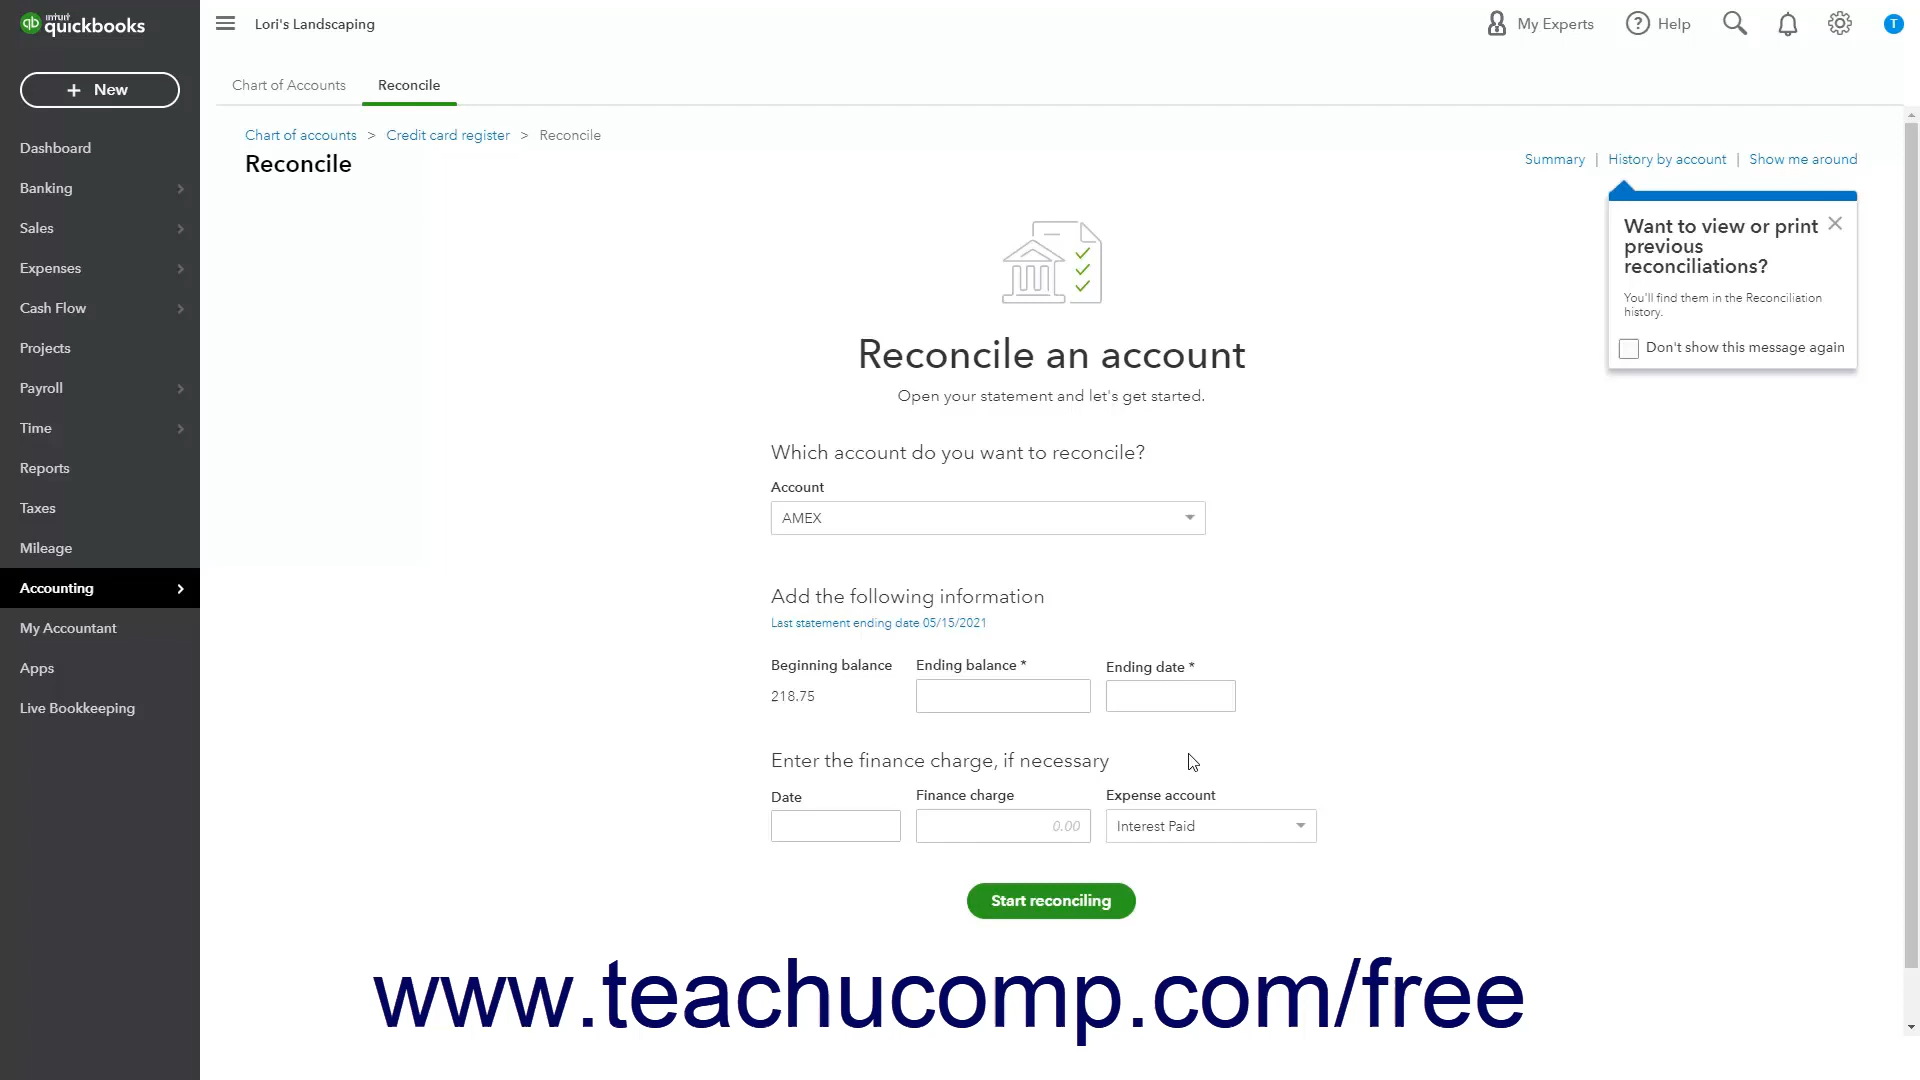 intuit
quickbooks
Lori's Landscaping
My Experts
Help
T
+ New
Dashboard
Banking
Sales
Expenses
Cash Flow
Projects
Payroll
Time
Reports
Taxes
Mileage
Accounting
My Accountant
Apps
Live Bookkeeping
Chart of Accounts
Reconcile
Chart of accounts > Credit card register > Reconcile
Reconcile
Summary | History by account | Show me around
Want to view or print
previous
reconciliations?
You'll find them in the Reconciliation
history.
Don't show this message again
Reconcile an account
Open your statement and let's get started.
Which account do you want to reconcile?
Account
AMEX
Add the following information
Last statement ending date 05/15/2021
Beginning balance Ending balance * Ending date *
218.75
Enter the finance charge, if necessary
Date Finance charge Expense account
0.00 Interest Paid
Start reconciling
www.teachucomp.com/free